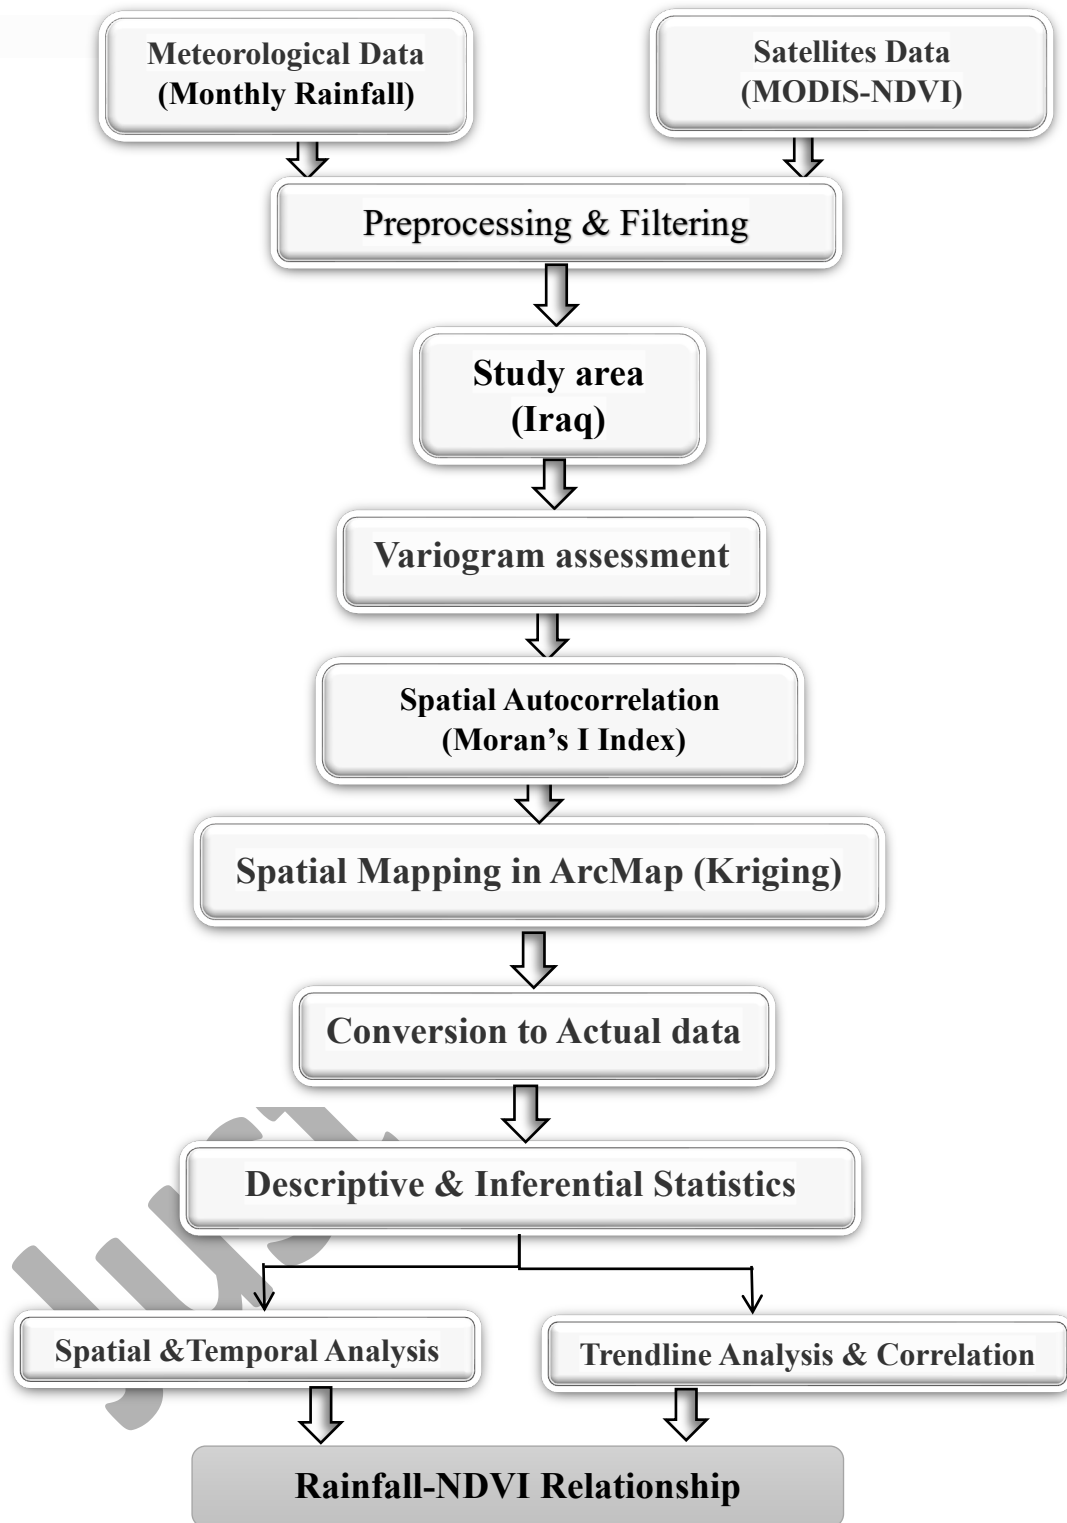 Meteorological Data
(Monthly Rainfall)
Satellites Data
(MODIS-NDVI)
Preprocessing & Filtering
Study area
(Iraq)
Variogram assessment
Spatial Autocorrelation
(Moran’s I Index)
Spatial Mapping in ArcMap (Kriging)
Conversion to Actual data
Descriptive & Inferential Statistics
Spatial &Temporal Analysis
Trendline Analysis & Correlation
Rainfall-NDVI Relationship
Just